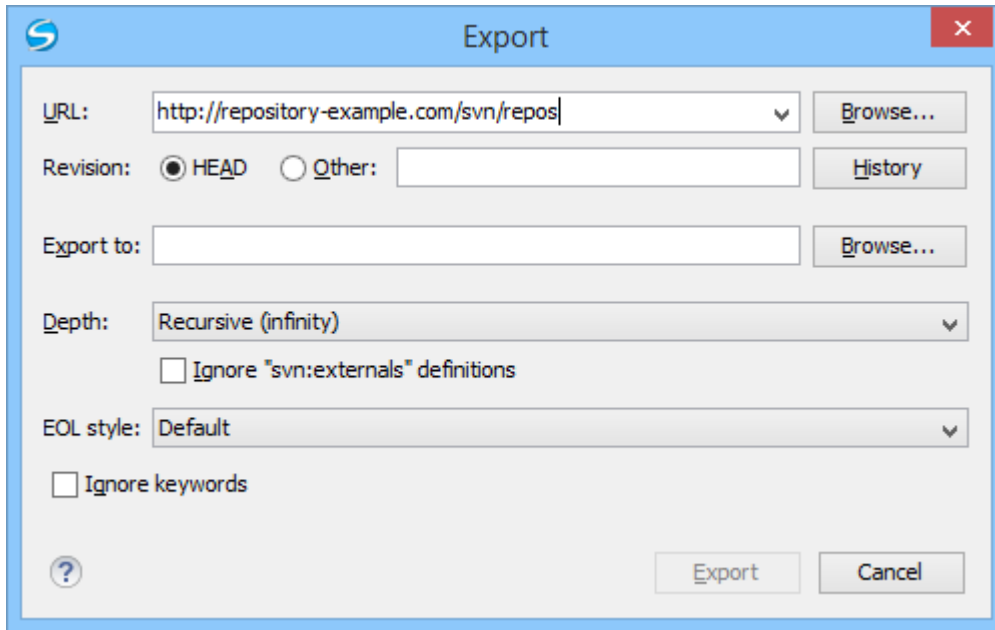 Export
URL: http://repository-example.com/svn/repos Browse...
Revision: HEAD Other: History
Export to: Browse...
Depth: Recursive (infinity)
Ignore "svn:externals" definitions
EOL style: Default
Ignore keywords
? Export Cancel